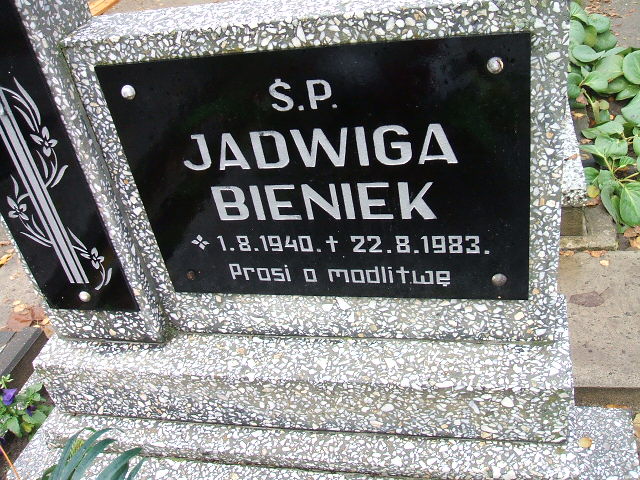 Ś.P.
JADWIGA
BIENIEK
1.8.1940. † 22.8.1983.
Prosi o modlitwę